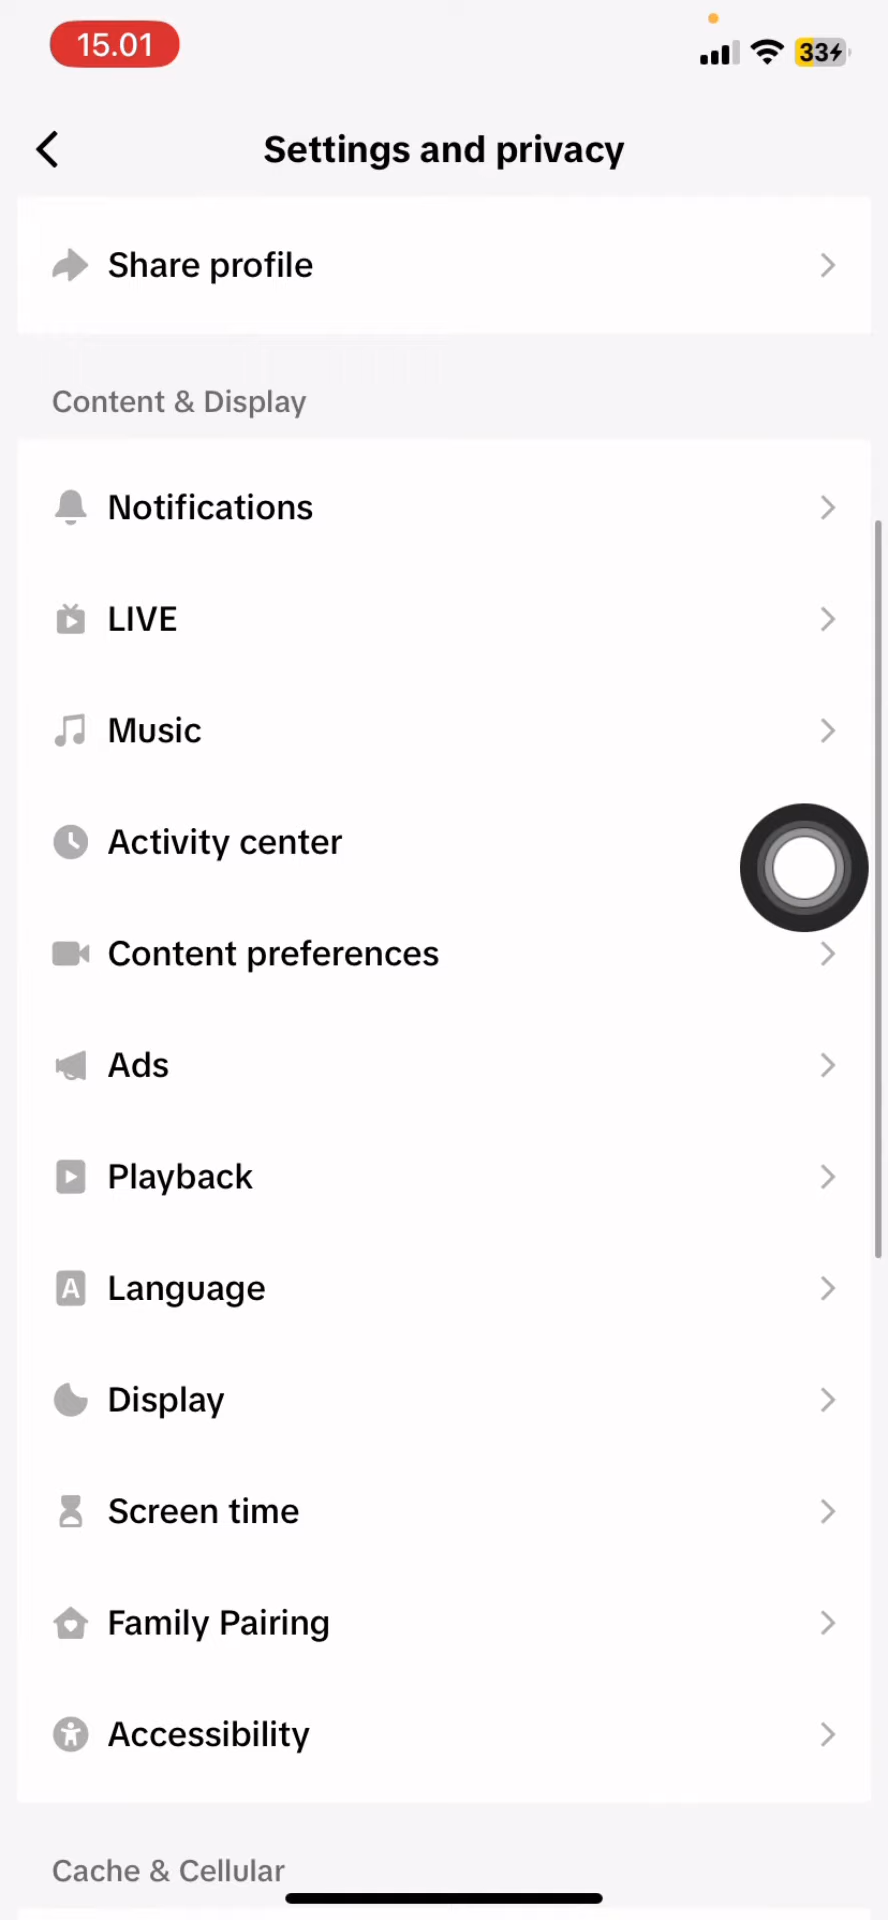 15.01
33
Settings and privacy
Share profile
Content & Display
Notifications
LIVE
Music
Activity center
Content preferences
Ads
Playback
A Language
Display
Screen time
Family Pairing
Accessibility
Cache & Cellular